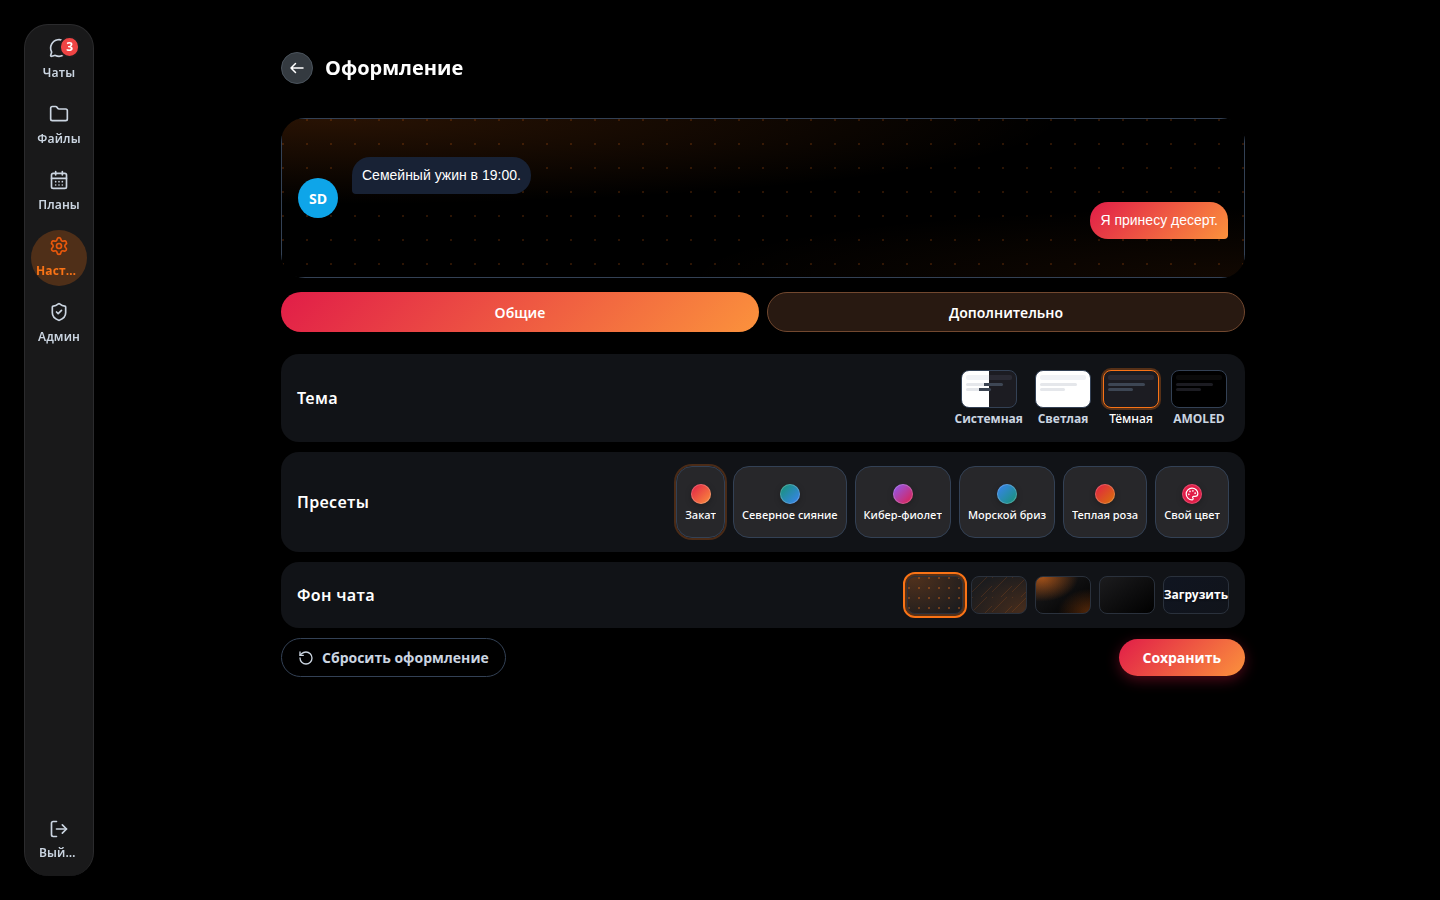 3
Чаты
Файлы
Планы
Наст...
Админ
Вый...
Оформление
Семейный ужин в 19:00.
SD
Я принесу десерт.
Общие
Дополнительно
Тема
Системная
Светлая
Тёмная
AMOLED
Пресеты
Закат
Северное сияние
Кибер-фиолет
Морской бриз
Теплая роза
Свой цвет
Фон чата
Загрузить
Сбросить оформление
Сохранить